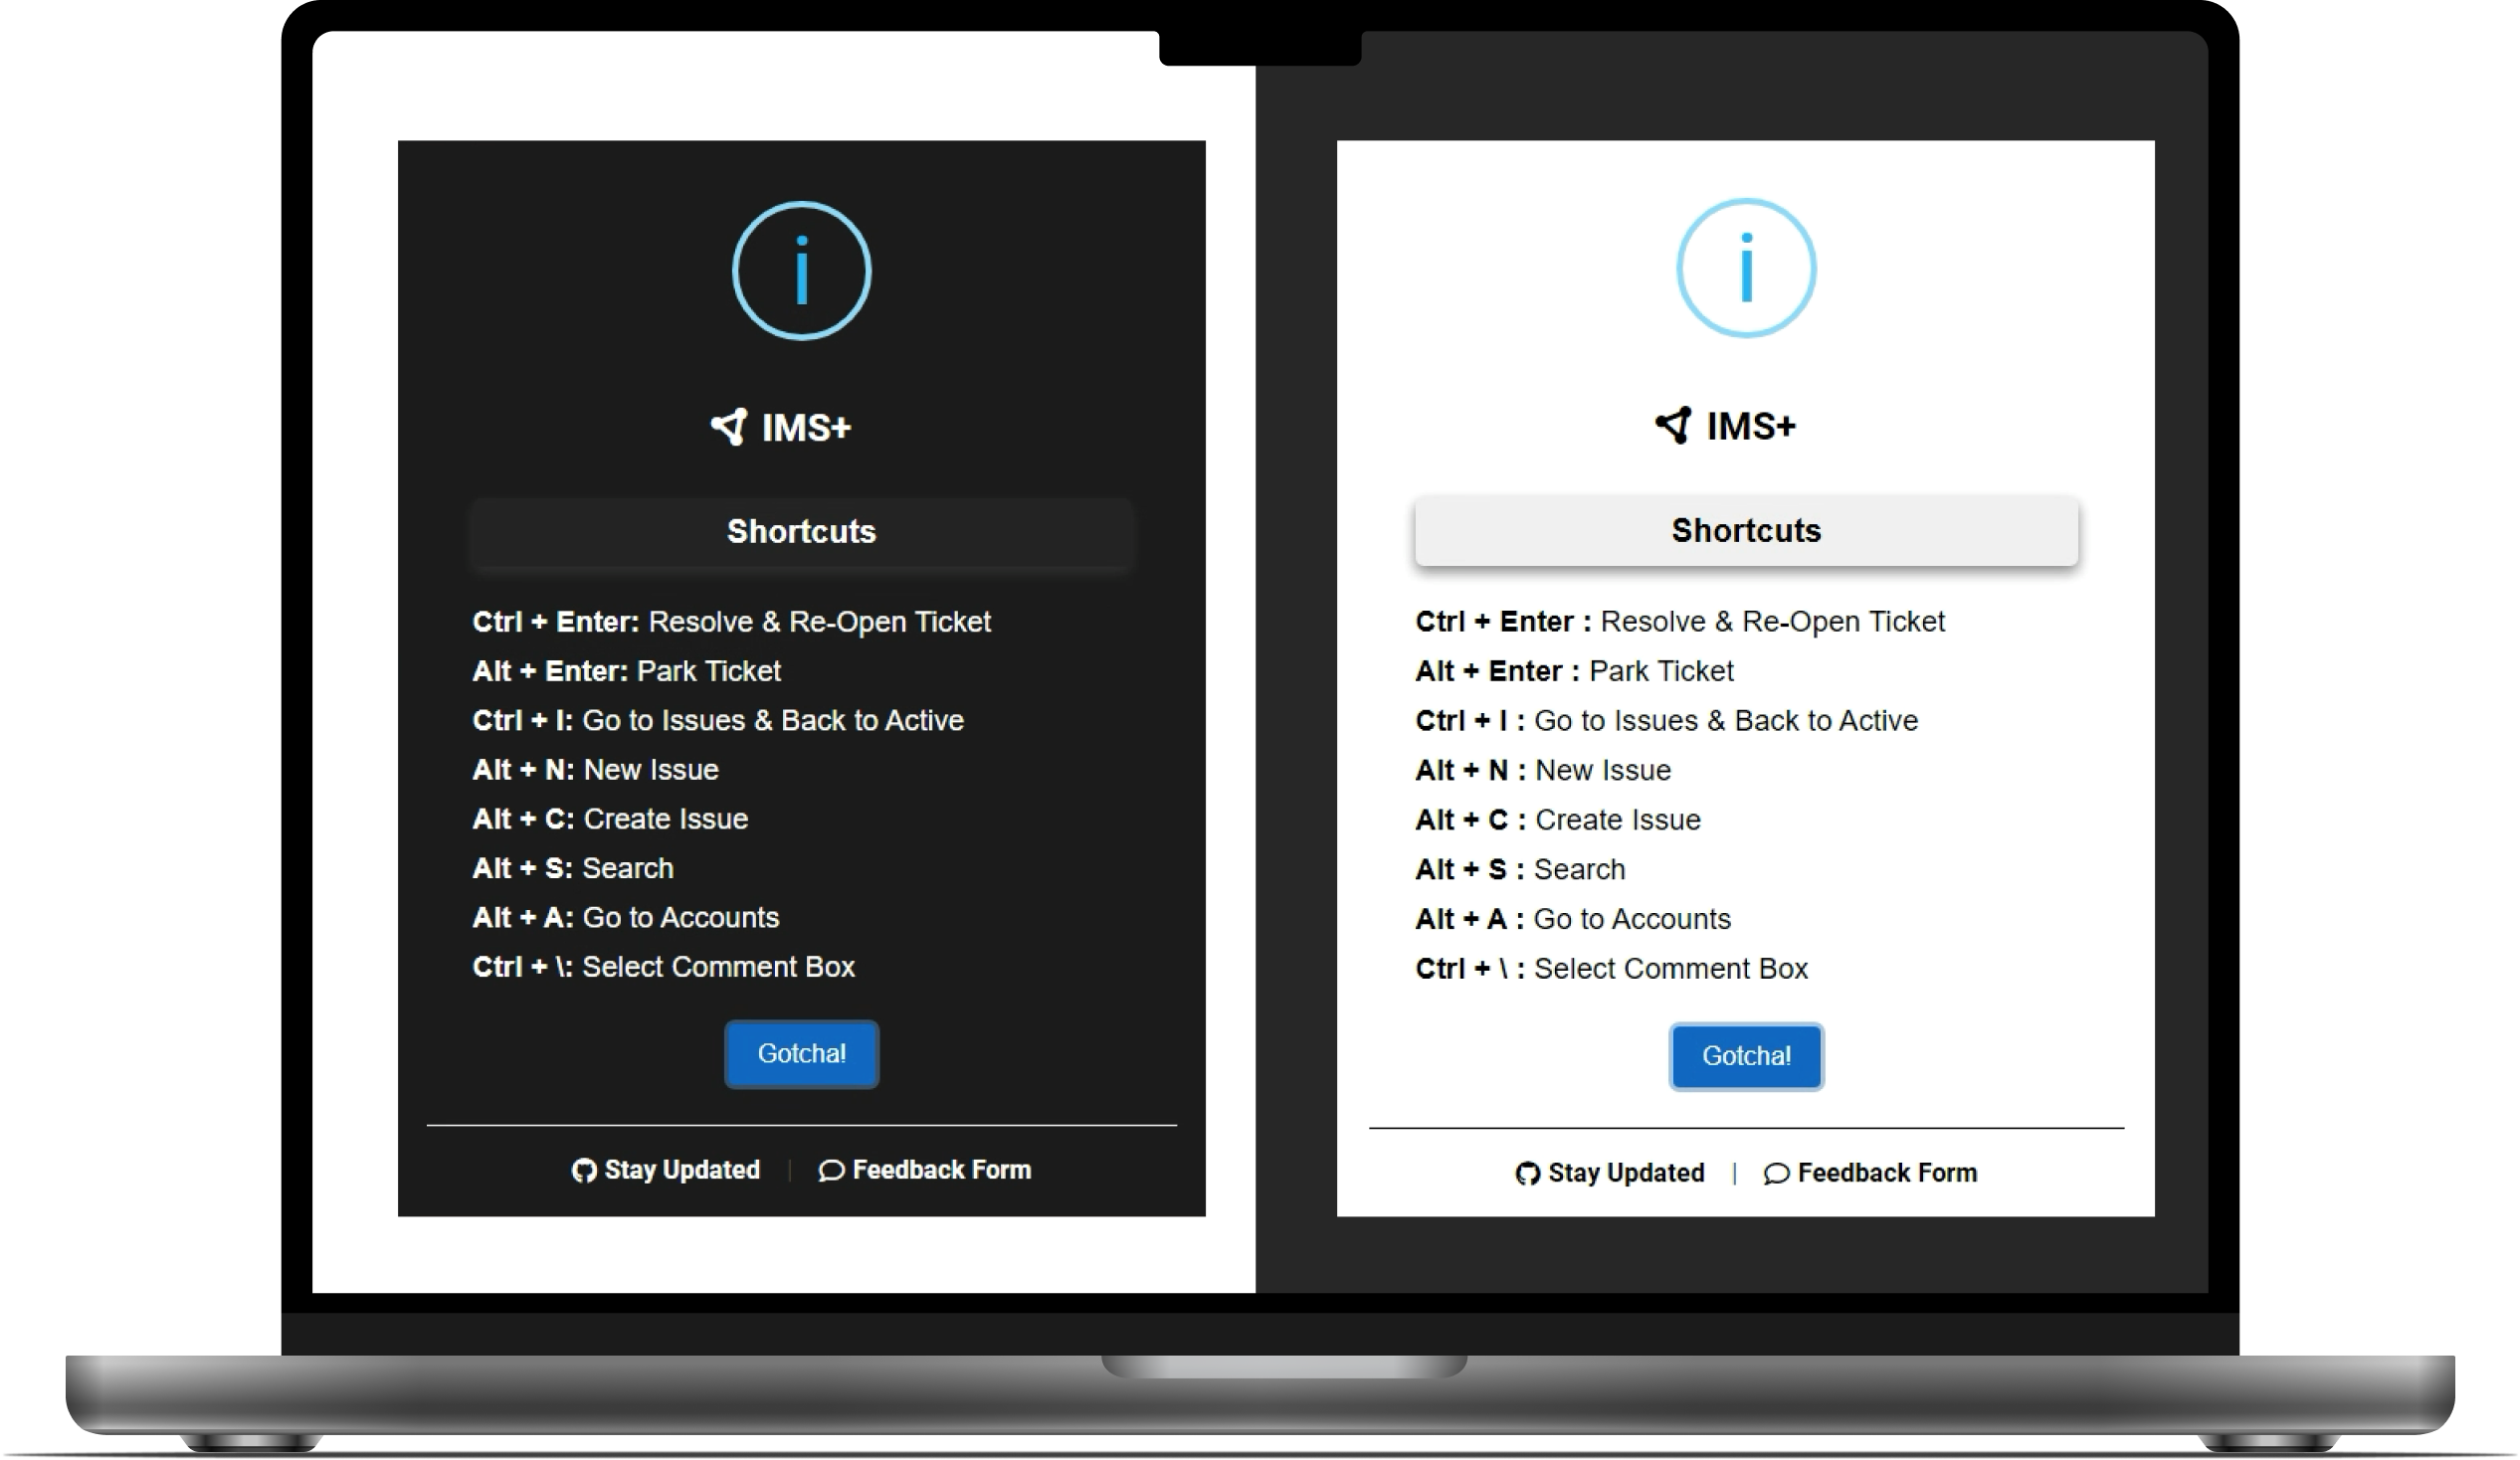 i
IMS+
Shortcuts
Ctrl + Enter: Resolve & Re-Open Ticket
Alt + Enter: Park Ticket
Ctrl + I: Go to Issues & Back to Active
Alt + N: New Issue
Alt + C: Create Issue
Alt + S: Search
Alt + A: Go to Accounts
Ctrl + \: Select Comment Box
Gotcha!
Stay Updated | Feedback Form
i
IMS+
Shortcuts
Ctrl + Enter : Resolve & Re-Open Ticket
Alt + Enter : Park Ticket
Ctrl + I : Go to Issues & Back to Active
Alt + N : New Issue
Alt + C : Create Issue
Alt + S : Search
Alt + A : Go to Accounts
Ctrl + \ : Select Comment Box
Gotcha!
Stay Updated | Feedback Form